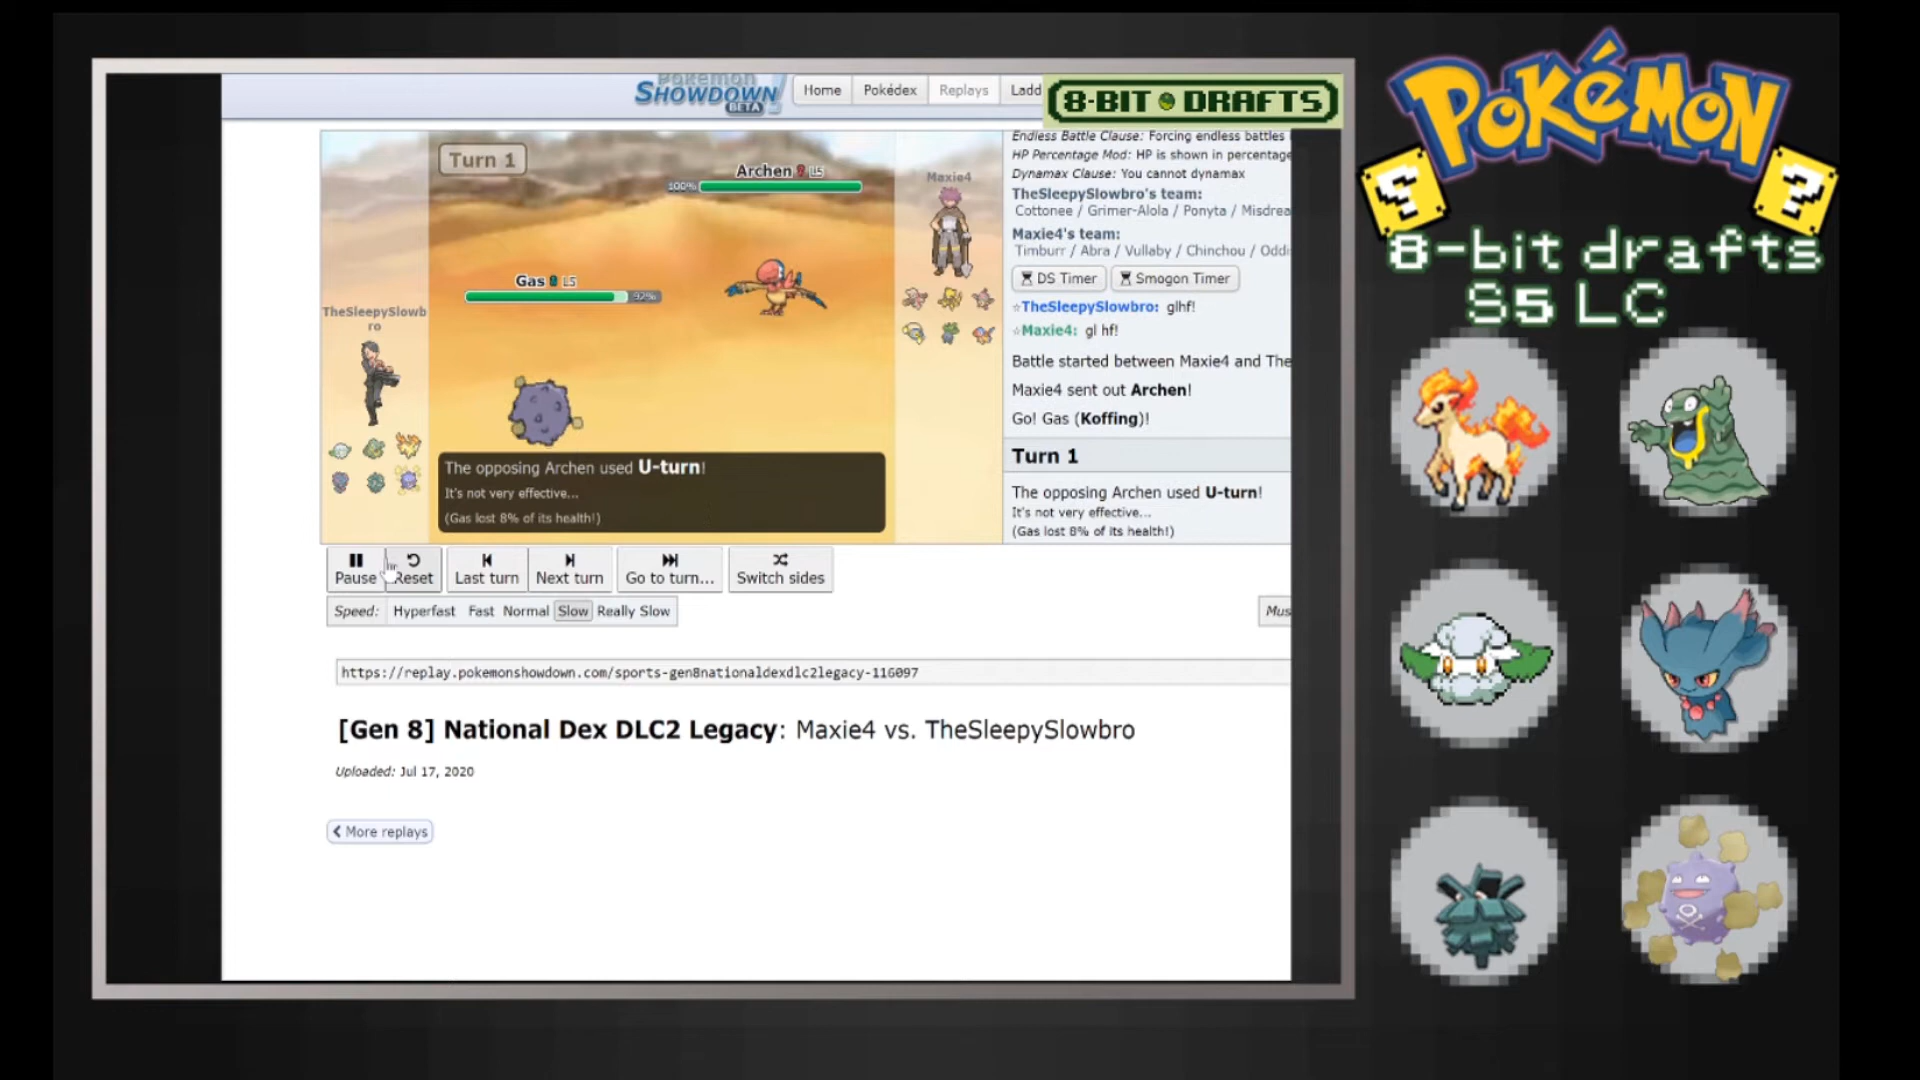 Pokémon
SHOWDOWN
BETA
Home
Pokédex
Replays
Ladd
8-BIT DRAFTS
POKÉMON
8-bit drafts
S5 LC
Turn 1
Archen L5
100%
Gas L5
92%
TheSleepySlowb
ro
Maxie4
The opposing Archen used U-turn!
It's not very effective...
(Gas lost 8% of its health!)
Endless Battle Clause: Forcing endless battles
HP Percentage Mod: HP is shown in percentage
Dynamax Clause: You cannot dynamax
TheSleepySlowbro's team:
Cottonee / Grimer-Alola / Ponyta / Misdrea
Maxie4's team:
Timburr / Abra / Vullaby / Chinchou / Oddi
DS Timer
Smogon Timer
☆TheSleepySlowbro: glhf!
☆Maxie4: gl hf!
Battle started between Maxie4 and The
Maxie4 sent out Archen!
Go! Gas (Koffing)!
Turn 1
The opposing Archen used U-turn!
It's not very effective...
(Gas lost 8% of its health!)
Pause
Reset
Last turn
Next turn
Go to turn...
Switch sides
Speed:
Hyperfast
Fast
Normal
Slow
Really Slow
Mus
https://replay.pokemonshowdown.com/sports-gen8nationaldexdlc2legacy-116097
[Gen 8] National Dex DLC2 Legacy: Maxie4 vs. TheSleepySlowbro
Uploaded: Jul 17, 2020
More replays